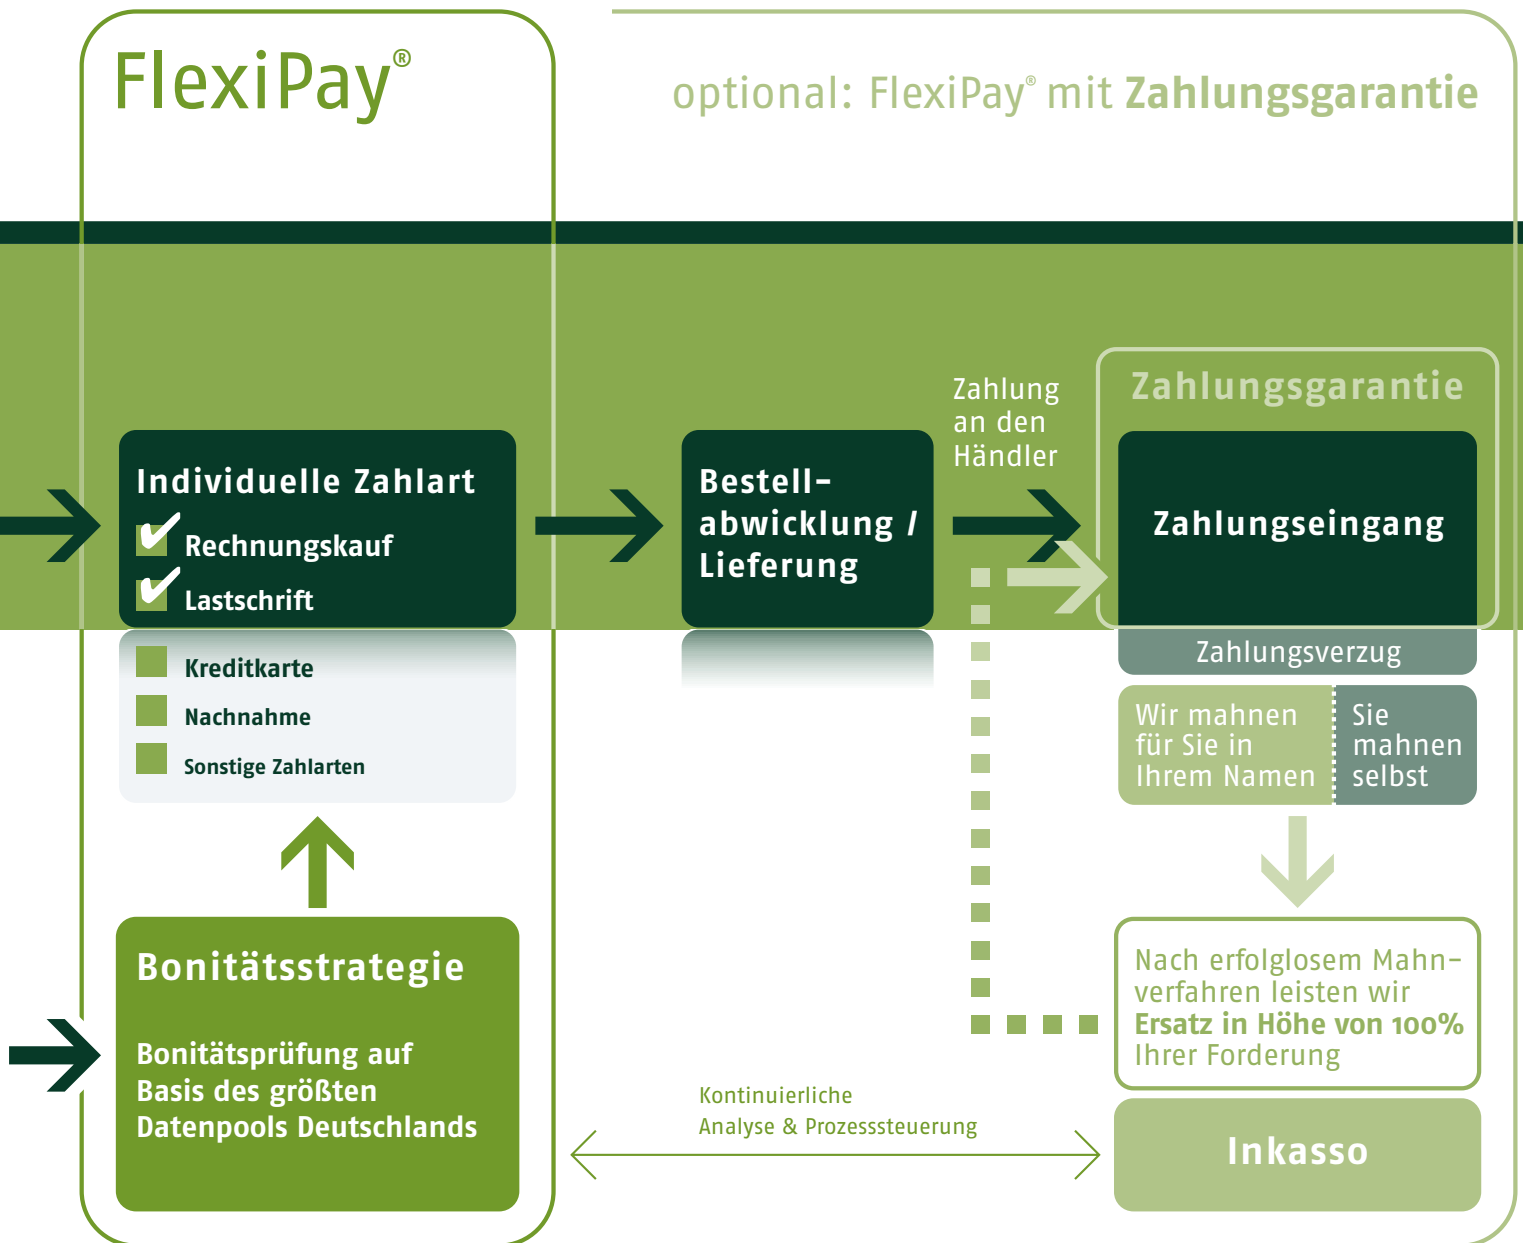 FlexiPay®
optional: FlexiPay® mit Zahlungsgarantie
Individuelle Zahlart
Rechnungskauf
Lastschrift
Kreditkarte
Nachnahme
Sonstige Zahlarten
Bonitätsstrategie
Bonitätsprüfung auf
Basis des größten
Datenpools Deutschlands
Bestell-
abwicklung /
Lieferung
Zahlung
an den
Händler
Zahlungsgarantie
Zahlungseingang
Zahlungsverzug
Wir mahnen
für Sie in
Ihrem Namen
Sie
mahnen
selbst
Nach erfolglosem Mahn-
verfahren leisten wir
Ersatz in Höhe von 100%
Ihrer Forderung
Kontinuierliche
Analyse & Prozesssteuerung
Inkasso